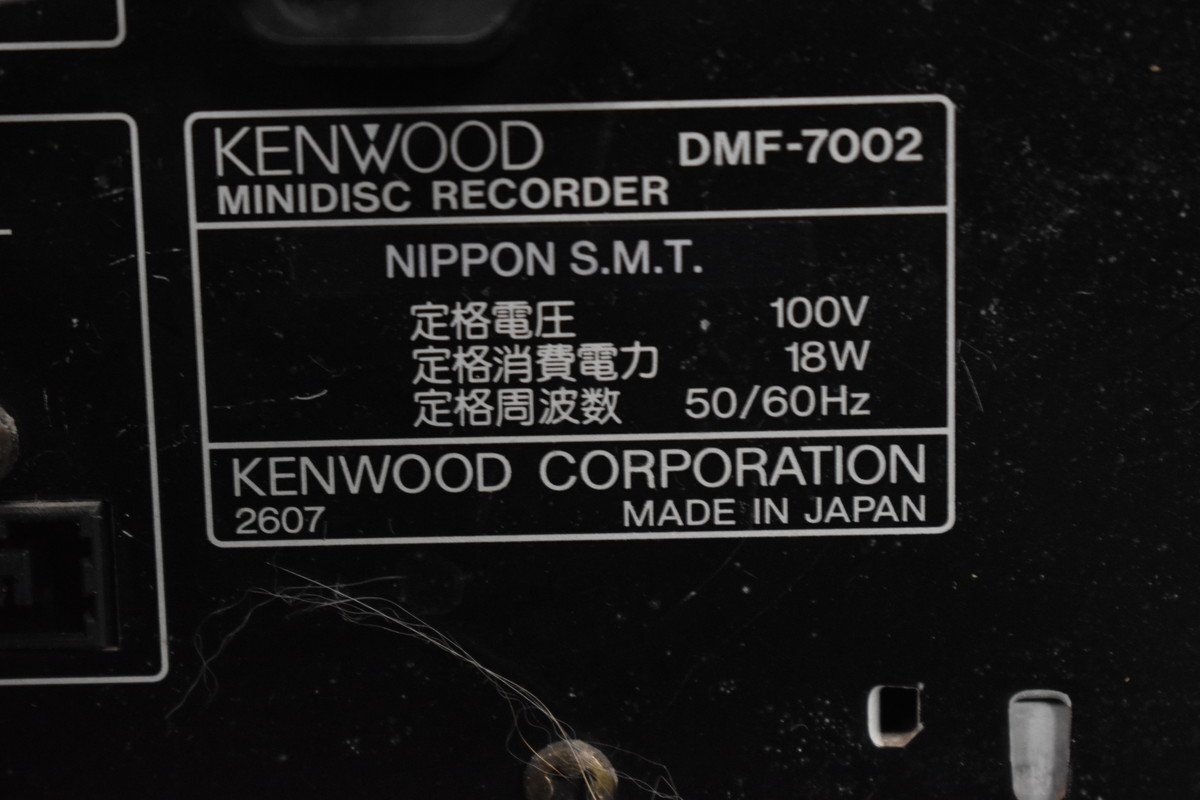 KENWOOD DMF-7002
MINIDISC RECORDER
NIPPON S.M.T.
定格電圧 100V
定格消費電力 18W
定格周波数 50/60Hz
KENWOOD CORPORATION
2607 MADE IN JAPAN